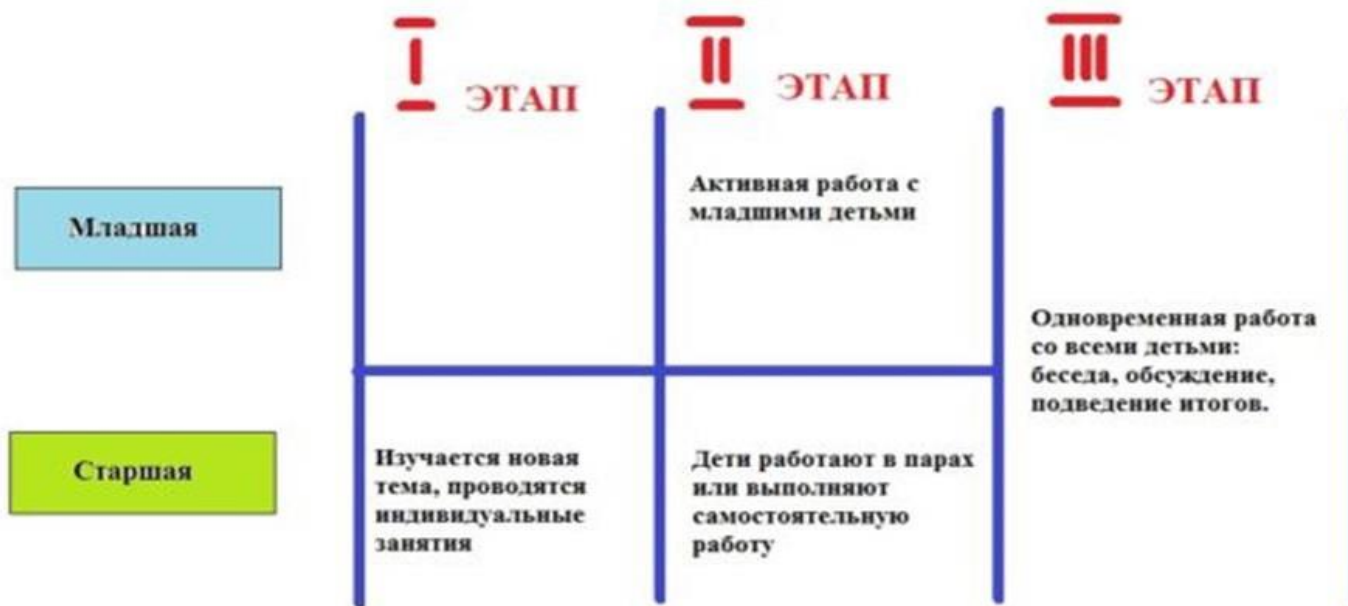 I ЭТАП
II ЭТАП
III ЭТАП
Младшая
Активная работа с
младшими детьми
Одновременная работа
со всеми детьми:
беседа, обсуждение,
подведение итогов.
Старшая
Изучается новая
тема, проводятся
индивидуальные
занятия
Дети работают в парах
или выполняют
самостоятельную
работу